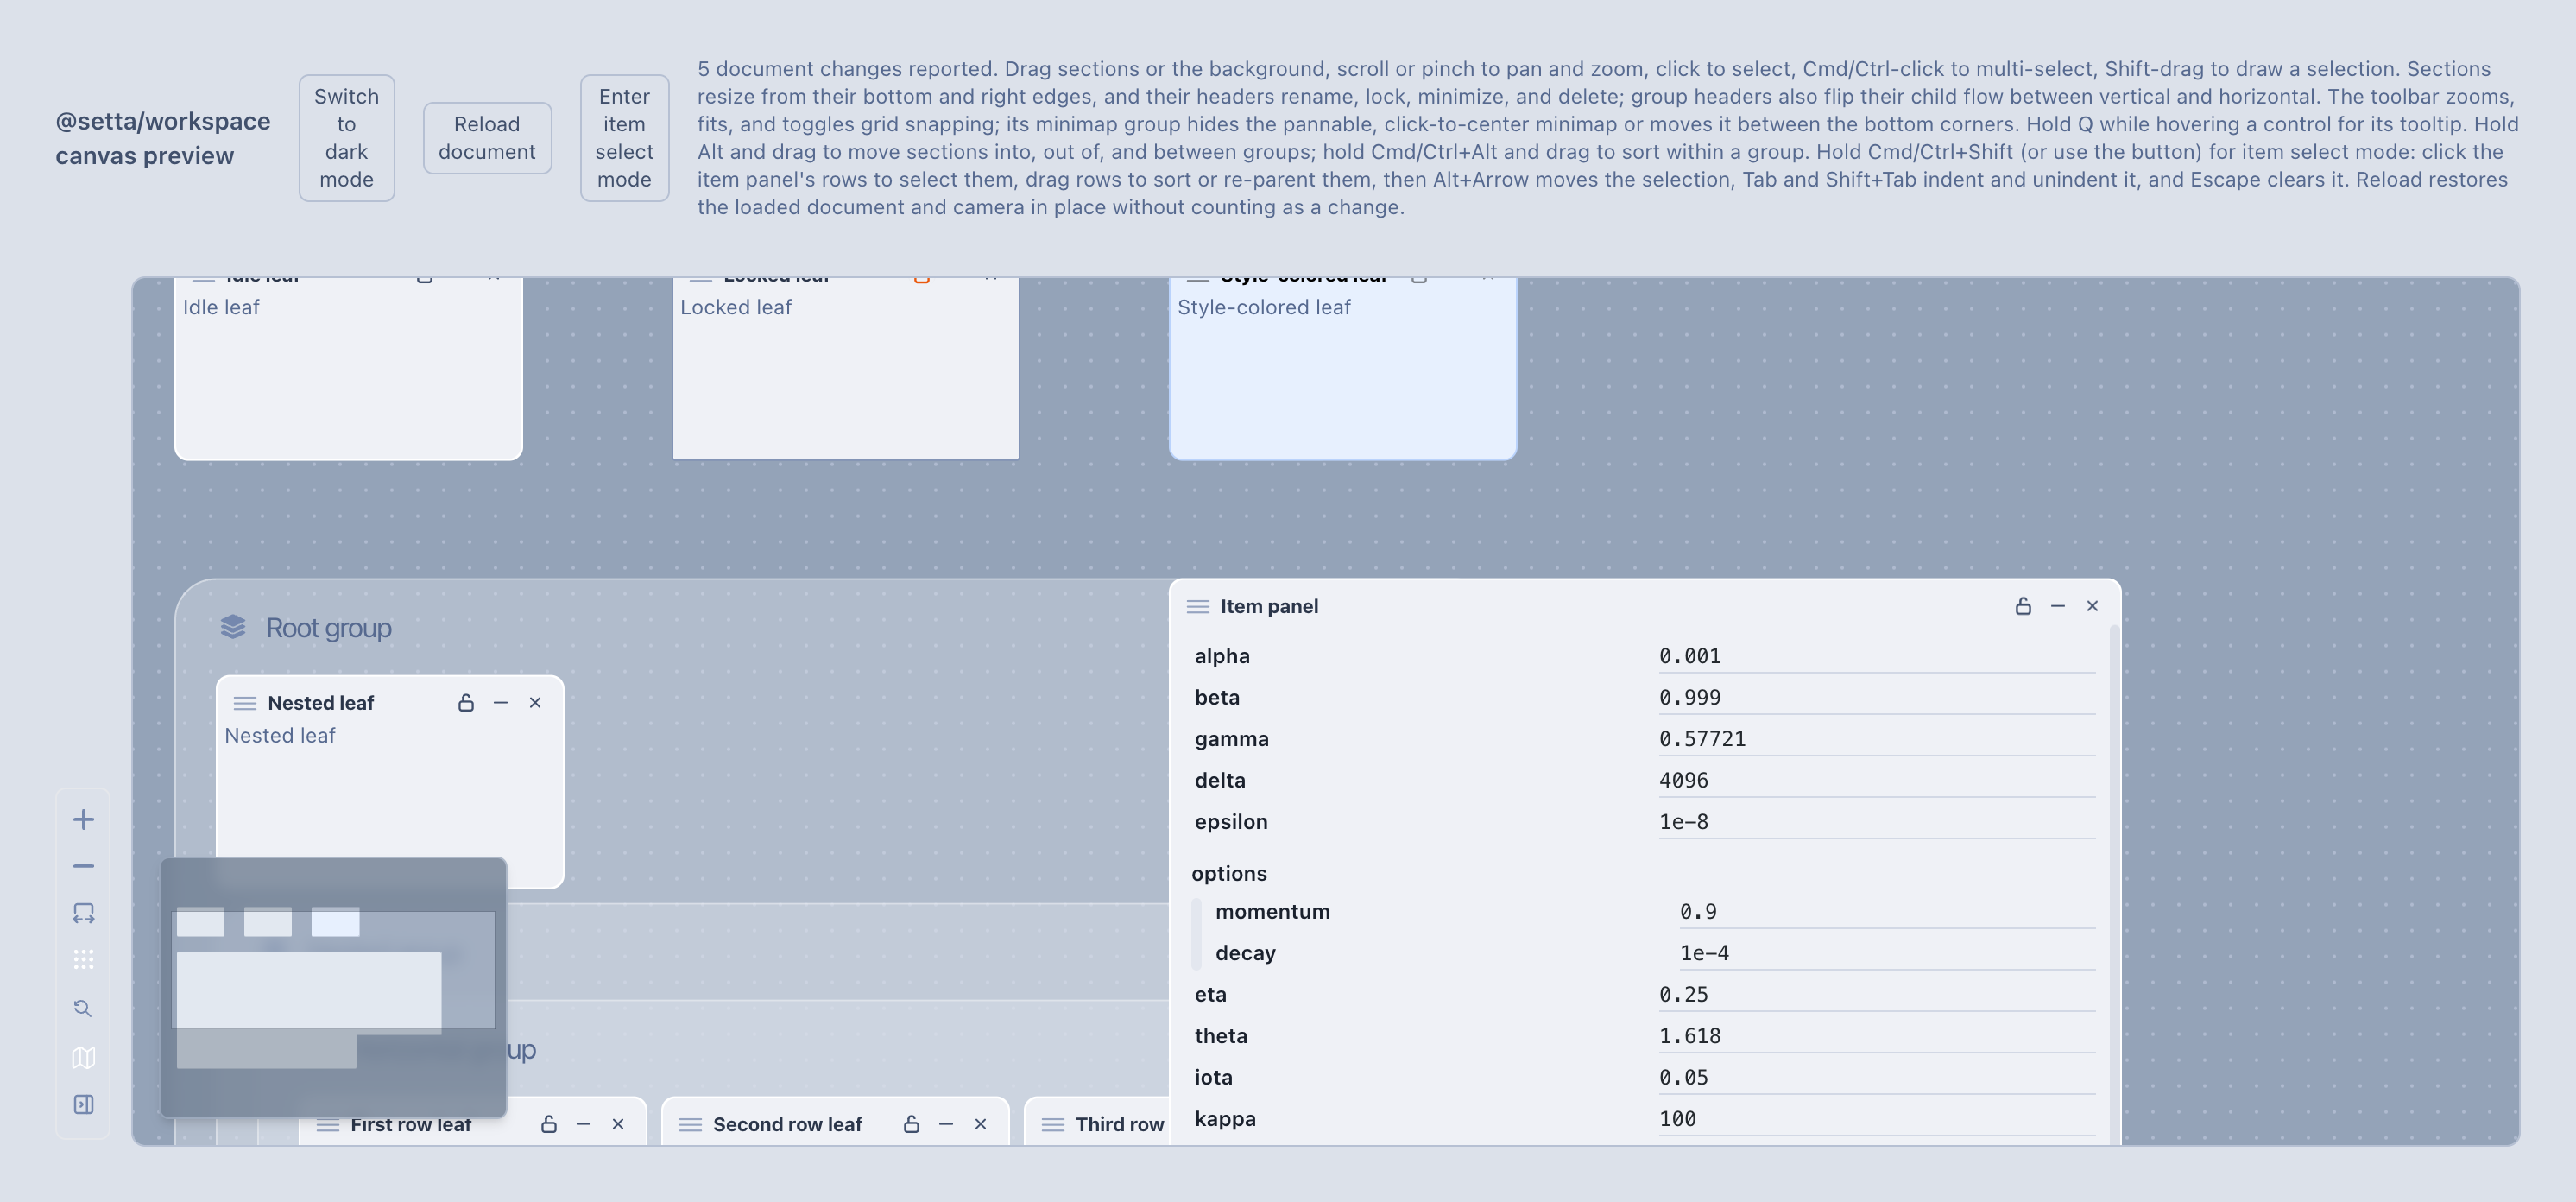 @setta/workspace
canvas preview
Switch
to
dark
mode
Reload
document
Enter
item
select
mode
5 document changes reported. Drag sections or the background, scroll or pinch to pan and zoom, click to select, Cmd/Ctrl-click to multi-select, Shift-drag to draw a selection. Sections
resize from their bottom and right edges, and their headers rename, lock, minimize, and delete; group headers also flip their child flow between vertical and horizontal. The toolbar zooms,
fits, and toggles grid snapping; its minimap group hides the pannable, click-to-center minimap or moves it between the bottom corners. Hold Q while hovering a control for its tooltip. Hold
Alt and drag to move sections into, out of, and between groups; hold Cmd/Ctrl+Alt and drag to sort within a group. Hold Cmd/Ctrl+Shift (or use the button) for item select mode: click the
item panel's rows to select them, drag rows to sort or re-parent them, then Alt+Arrow moves the selection, Tab and Shift+Tab indent and unindent it, and Escape clears it. Reload restores
the loaded document and camera in place without counting as a change.
Idle leaf
Locked leaf
Style-colored leaf
Idle leaf
Locked leaf
Style-colored leaf
Root group
Nested leaf
Nested leaf
Item panel
alpha 0.001
beta 0.999
gamma 0.57721
delta 4096
epsilon 1e-8
options
momentum 0.9
decay 1e-4
eta 0.25
theta 1.618
iota 0.05
kappa 100
First row leaf
Second row leaf
Third row